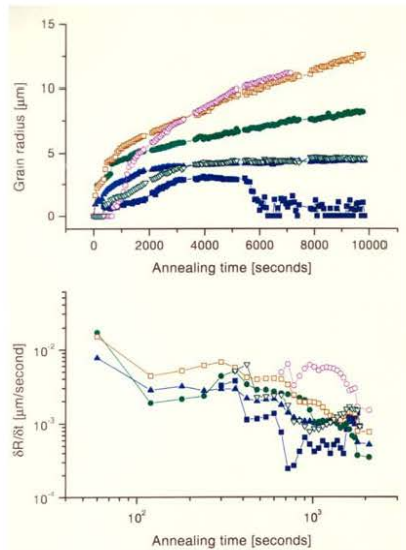 15
10
5
0
Grain radius [μm]
0 2000 4000 6000 8000 10000
Annealing time [seconds]
10⁻²
10⁻³
10⁻⁴
δR/δt [μm/second]
10² 10³
Annealing time [seconds]